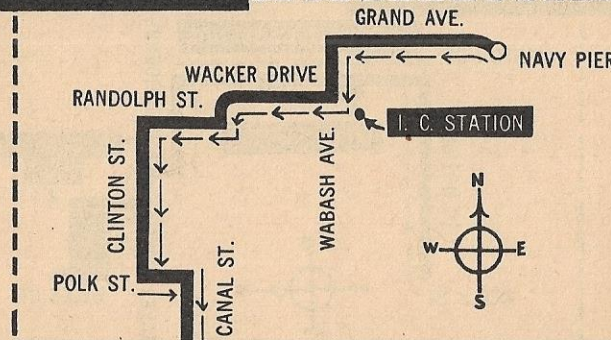 GRAND AVE.
NAVY PIER
WACKER DRIVE
RANDOLPH ST.
I. C. STATION
CLINTON ST.
WABASH AVE.
N
W E
S
POLK ST.
CANAL ST.